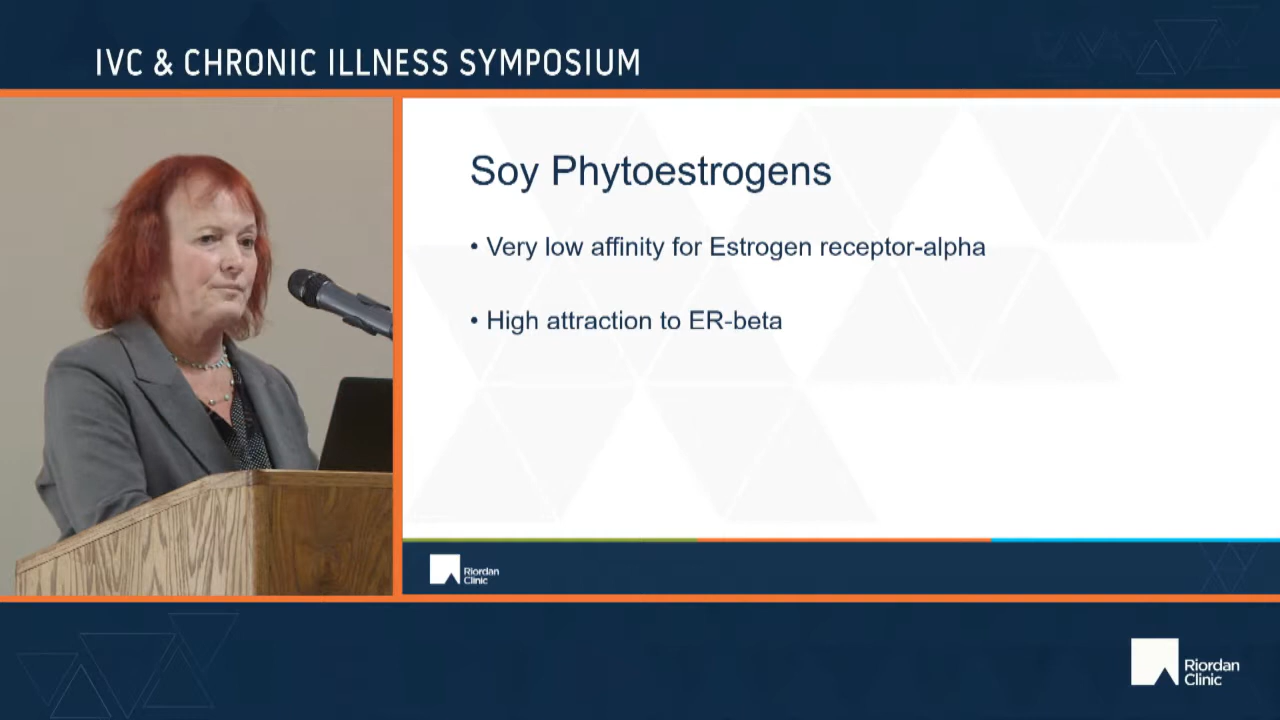 IVC & CHRONIC ILLNESS SYMPOSIUM
Soy Phytoestrogens
• Very low affinity for Estrogen receptor-alpha
• High attraction to ER-beta
Riordan
Clinic
Riordan
Clinic